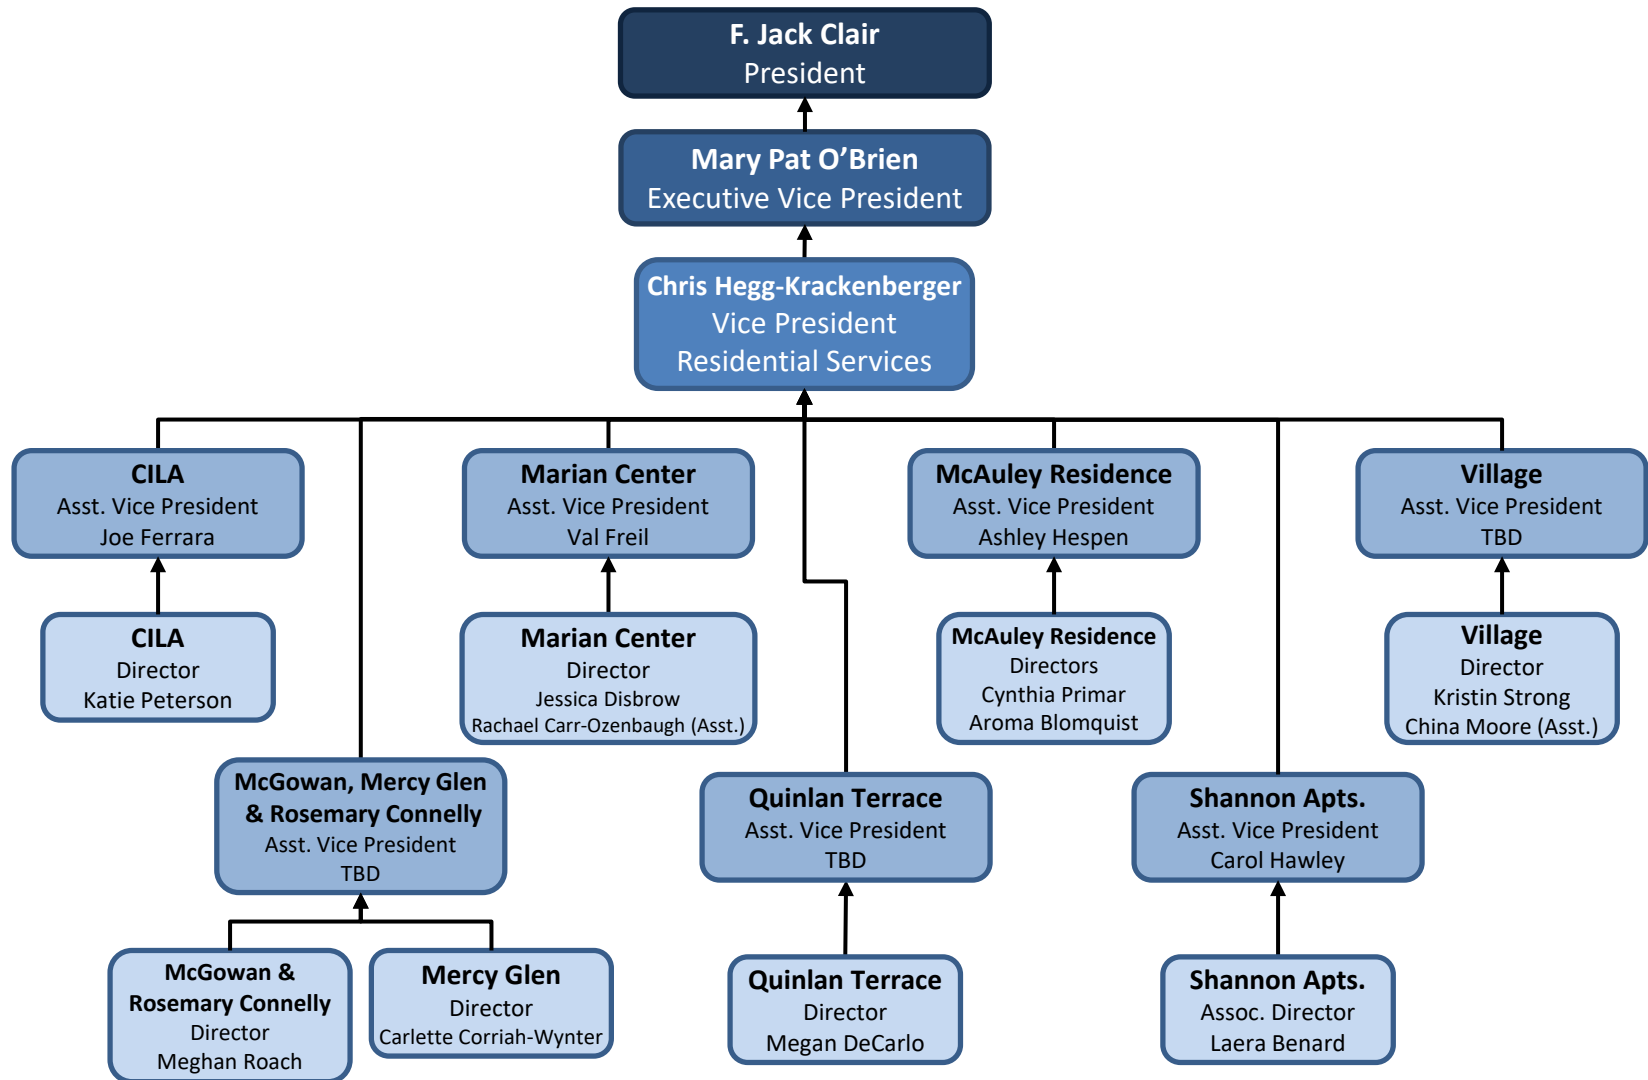 F. Jack Clair
President
Mary Pat O’Brien
Executive Vice President
Chris Hegg-Krackenberger
Vice President
Residential Services
CILA
Asst. Vice President
Joe Ferrara
Marian Center
Asst. Vice President
Val Freil
McAuley Residence
Asst. Vice President
Ashley Hespen
Village
Asst. Vice President
TBD
CILA
Director
Katie Peterson
Marian Center
Director
Jessica Disbrow
Rachael Carr-Ozenbaugh (Asst.)
McAuley Residence
Directors
Cynthia Primar
Aroma Blomquist
Village
Director
Kristin Strong
China Moore (Asst.)
McGowan, Mercy Glen
& Rosemary Connelly
Asst. Vice President
TBD
Quinlan Terrace
Asst. Vice President
TBD
Shannon Apts.
Asst. Vice President
Carol Hawley
McGowan &
Rosemary Connelly
Director
Meghan Roach
Mercy Glen
Director
Carlette Corriah-Wynter
Quinlan Terrace
Director
Megan DeCarlo
Shannon Apts.
Assoc. Director
Laera Benard